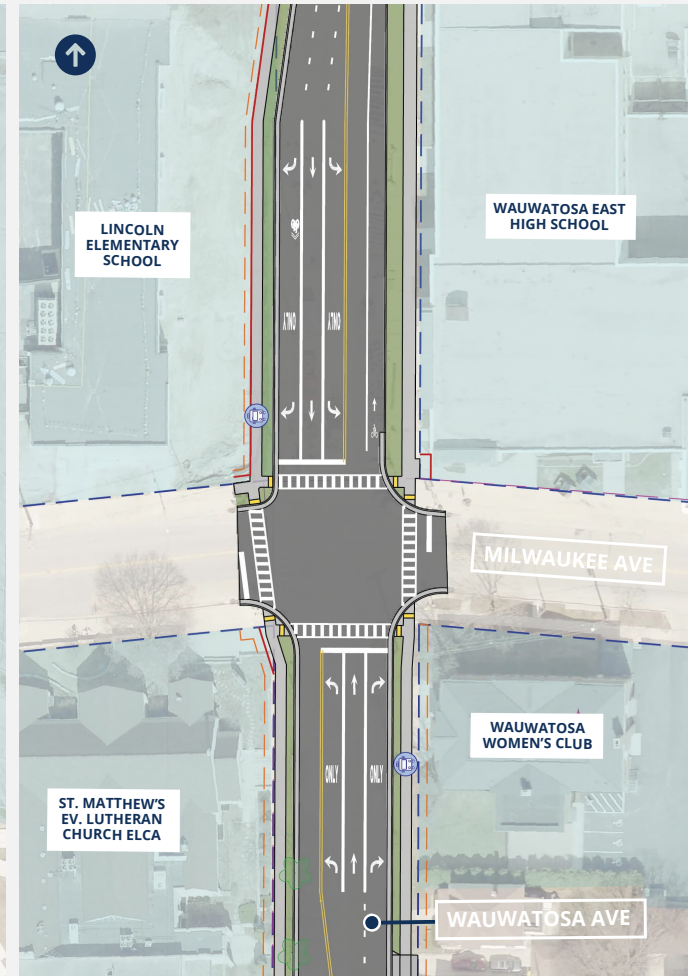 LINCOLN
ELEMENTARY
SCHOOL
WAUWATOSA EAST
HIGH SCHOOL
ONLY
ONLY
MILWAUKEE AVE
WAUWATOSA
WOMEN'S CLUB
ONLY
ONLY
ST. MATTHEW'S
EV. LUTHERAN
CHURCH ELCA
WAUWATOSA AVE